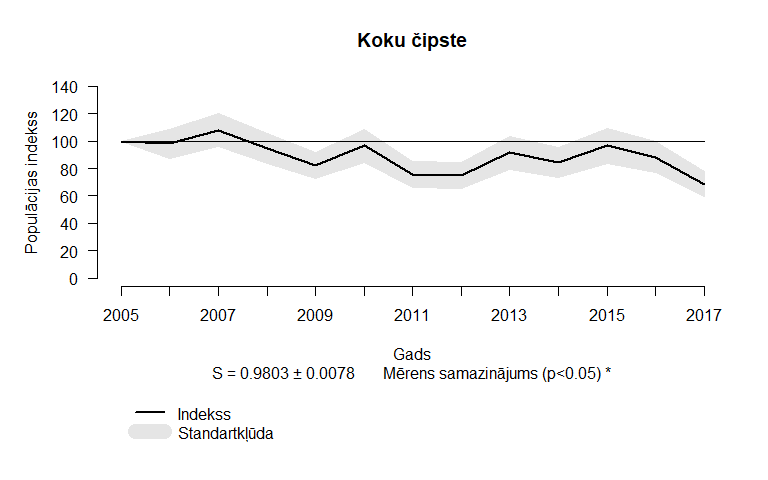 Koku čipste
Populācijas indekss
140
120
100
80
60
40
20
0
2005 2007 2009 2011 2013 2015 2017
Gads
S = 0.9803 ± 0.0078 Mērens samazinājums (p<0.05) *
Indekss
Standartkļūda